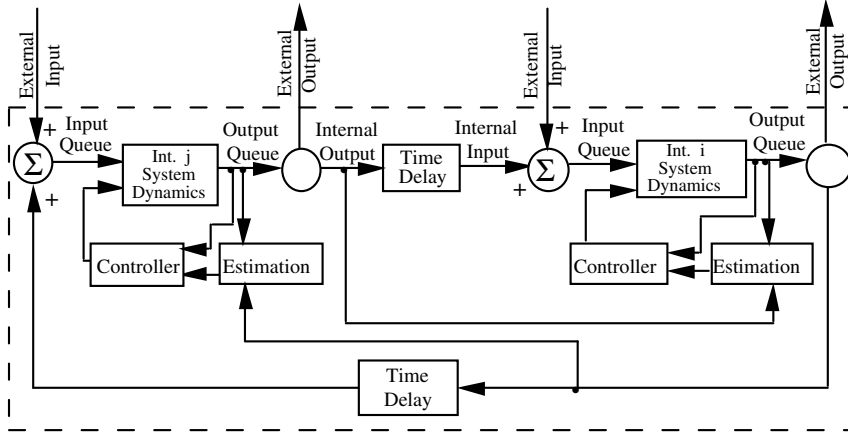 External
Input
External
Output
External
Input
External
Output
+
Input
Queue
Σ
+
Int. j
System
Dynamics
Output
Queue
Internal
Output
Time
Delay
Internal
Input
+
Input
Queue
+
Σ
Int. i
System
Dynamics
Output
Queue
Controller
Estimation
Controller
Estimation
Time
Delay